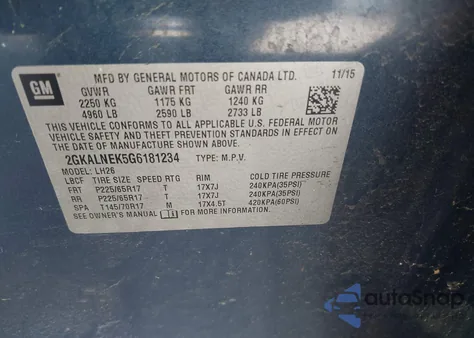 GM
MFD BY GENERAL MOTORS OF CANADA LTD. 11/15
GVWR GAWR FRT GAWR RR
2250 KG 1175 KG 1240 KG
4960 LB 2590 LB 2733 LB
THIS VEHICLE CONFORMS TO ALL APPLICABLE U.S. FEDERAL MOTOR
VEHICLE SAFETY, BUMPER, AND THEFT PREVENTION STANDARDS
IN EFFECT ON THE DATE OF MANUFACTURE SHOWN ABOVE.
2GKALNEK5G6181234 TYPE: M.P.V.
LH26
LBCF TIRE SIZE SPEED RTG RIM COLD TIRE PRESSURE
FRT P225/65R17 T 17X7J 240KPA(35PSI)
RR P225/65R17 T 17X7J 240KPA(35PSI)
SPA T145/70R17 M 17X4.5T 420KPA(60PSI)
SEE OWNER'S MANUAL FOR ADDITIONAL INFORMATION.
autoSnap